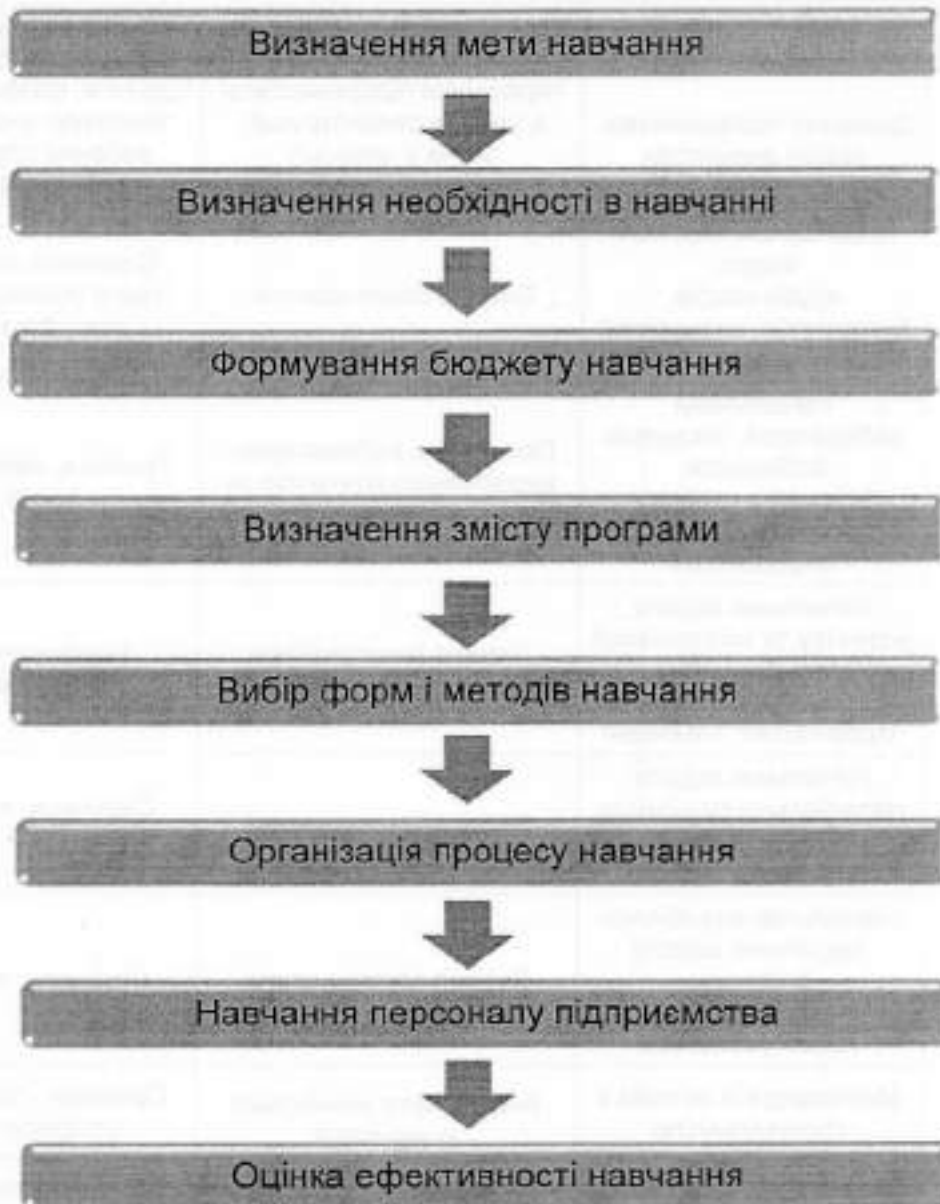 Визначення мети навчання
Визначення необхідності в навчанні
Формування бюджету навчання
Визначення змісту програми
Вибір форм і методів навчання
Організація процесу навчання
Навчання персоналу підприємства
Оцінка ефективності навчання